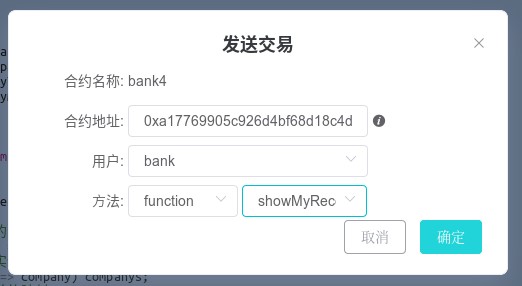 发送交易
合约名称: bank4
合约地址: 0xa17769905c926d4bf68d18c4d
用户: bank
方法: function showMyRec
取消 确定
=> company) companys;